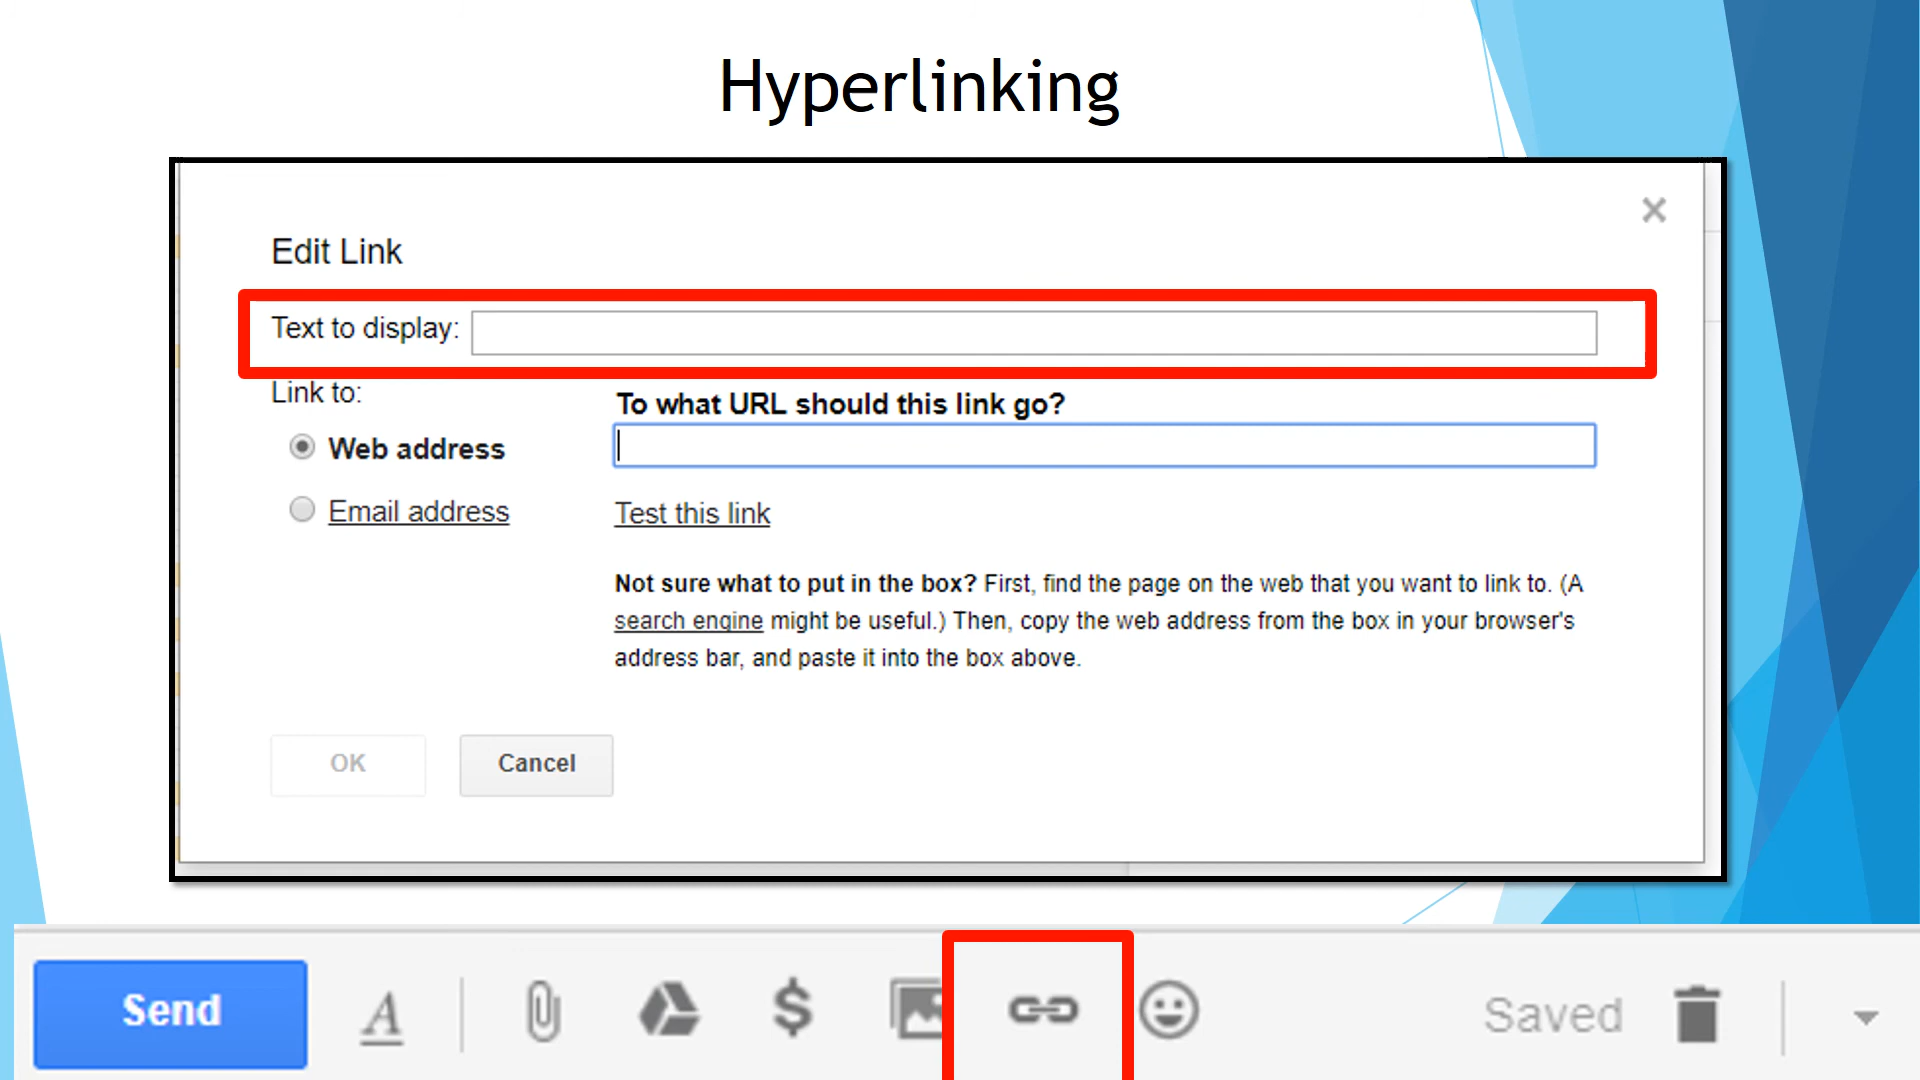 Hyperlinking
Edit Link
Text to display:
Link to:
To what URL should this link go?
Web address
Email address
Test this link
Not sure what to put in the box? First, find the page on the web that you want to link to. (A
search engine might be useful.) Then, copy the web address from the box in your browser's
address bar, and paste it into the box above.
OK Cancel
Send A $ Saved